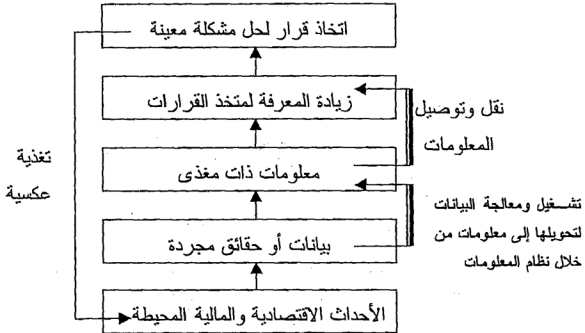 اتخاذ قرار لحل مشكلة معينة
زيادة المعرفة لمتخذ القرارات
نقل وتوصيل
المعلومات
معلومات ذات مغذى
تغذية
عكسية
تشغيل ومعالجة البيانات
لتحويلها إلى معلومات من
خلال نظام المعلومات
بيانات أو حقائق مجردة
الأحداث الاقتصادية والمالية المحيطة